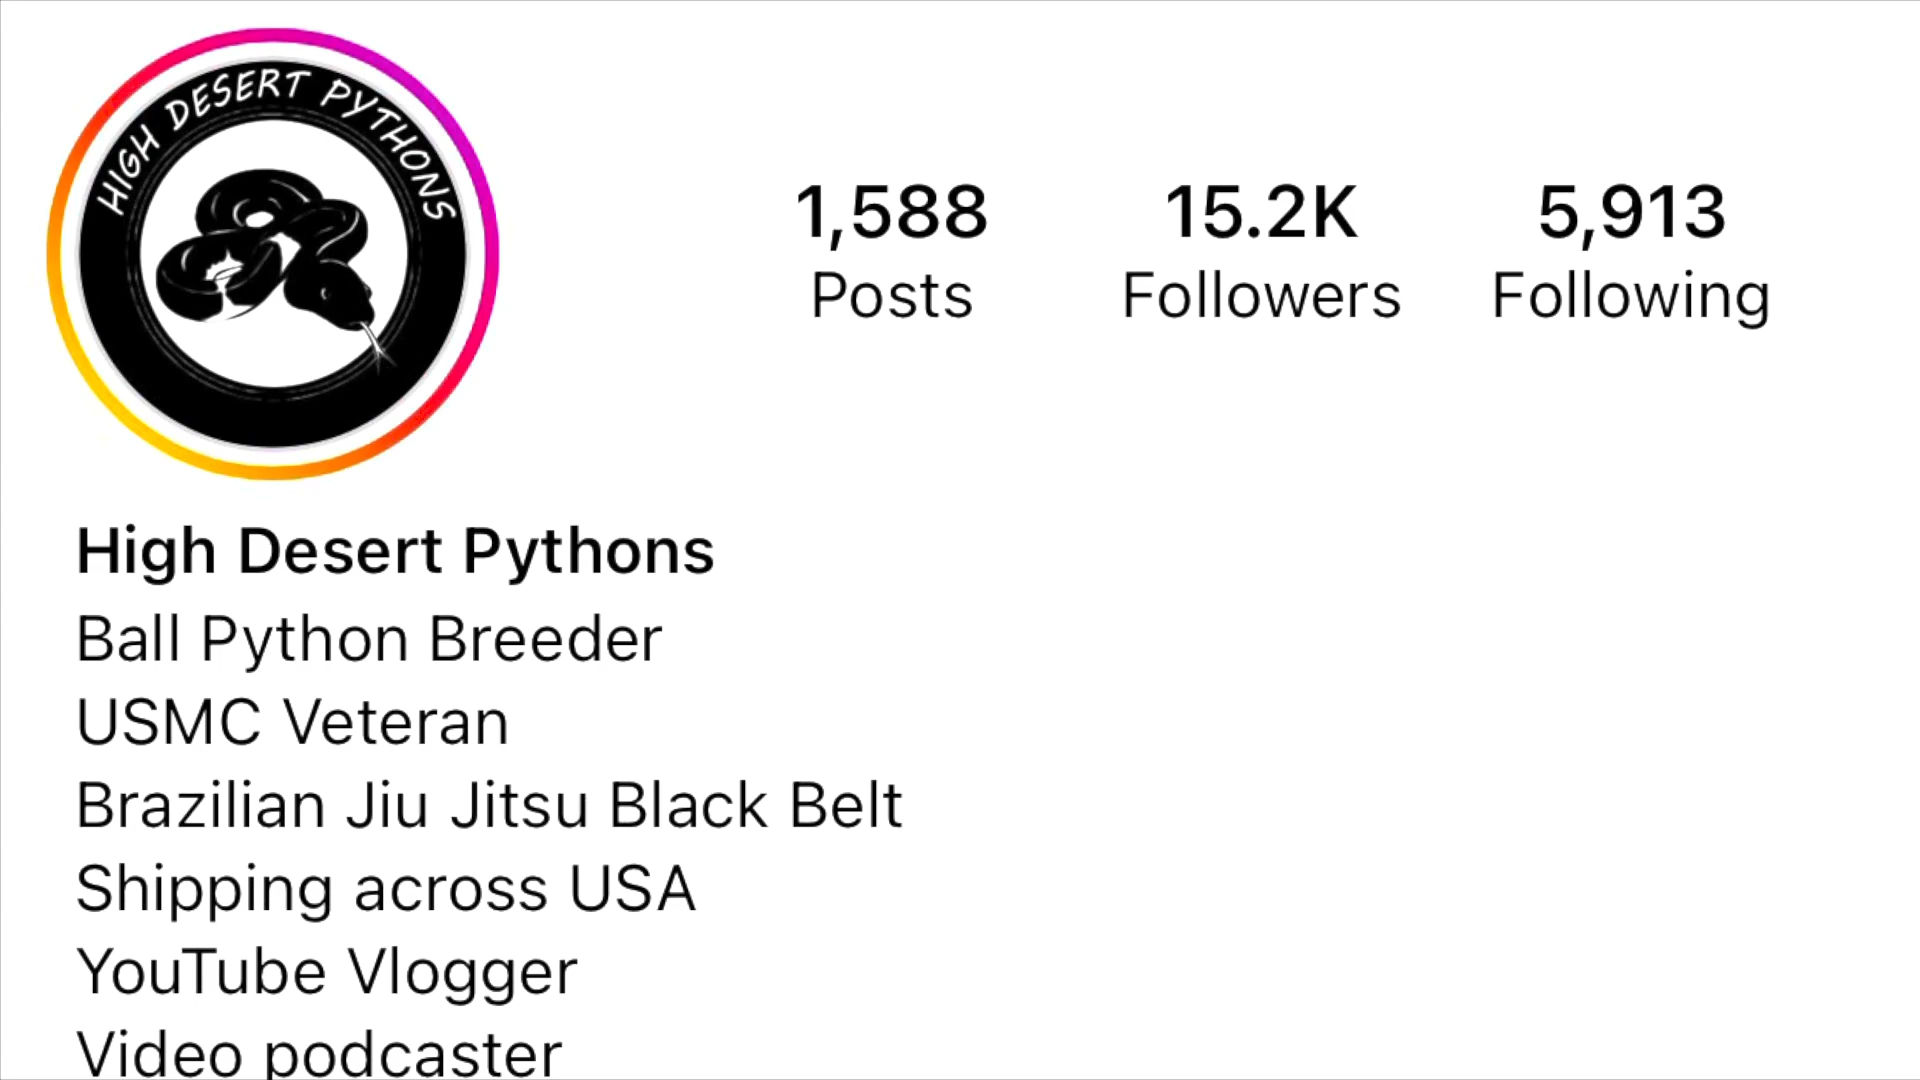 HIGH DESERT PYTHONS
1,588 15.2K 5,913
Posts Followers Following
High Desert Pythons
Ball Python Breeder
USMC Veteran
Brazilian Jiu Jitsu Black Belt
Shipping across USA
YouTube Vlogger
Video podcaster